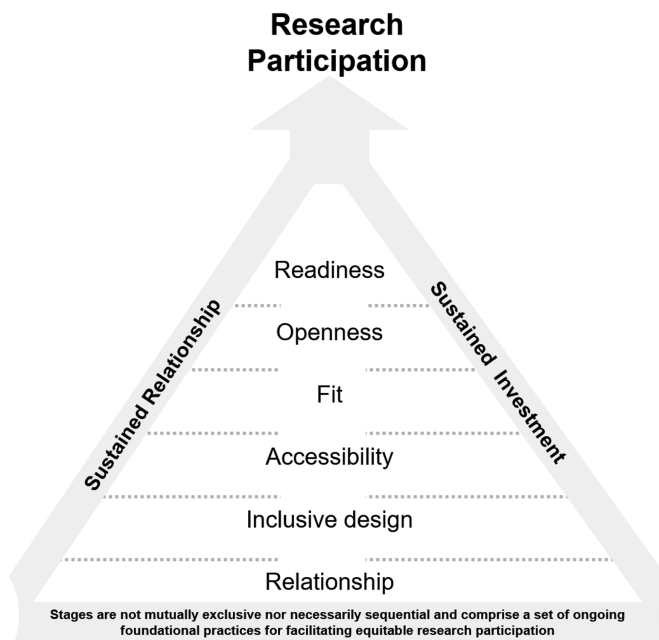 Research
Participation
Readiness
Openness
Fit
Accessibility
Inclusive design
Relationship
Sustained Relationship
Sustained Investment
Stages are not mutually exclusive nor necessarily sequential and comprise a set of ongoing
foundational practices for facilitating equitable research participation